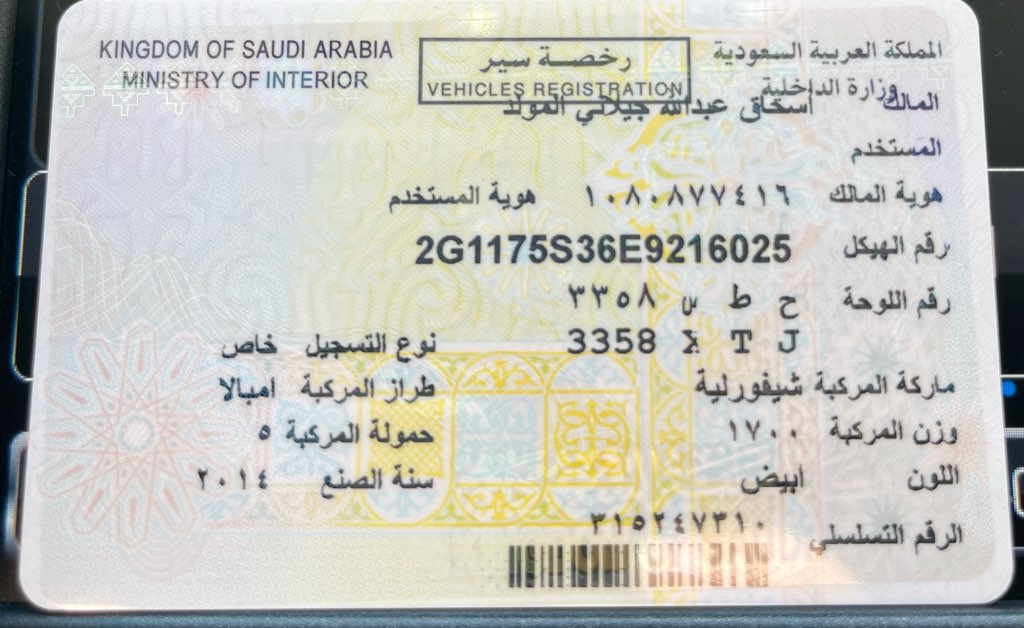 المملكة العربية السعودية
وزارة الداخلية
رخصة سير
VEHICLES REGISTRATION
KINGDOM OF SAUDI ARABIA
MINISTRY OF INTERIOR
المالك اسحاق عبدالله جيلاني المولد
المستخدم
هوية المالك ١٠٨٠٨٧٧٤١٦ هوية المستخدم
رقم الهيكل 2G1175S36E9216025
رقم اللوحة ح ط س ٣٣٥٨
3358 X T J
نوع التسجيل خاص
ماركة المركبة شيفورلية طراز المركبة امبالا
وزن المركبة ١٧٠٠ حمولة المركبة ٥
اللون ابيض سنة الصنع ٢٠١٤
الرقم التسلسلي ٣١٥٢٤٧٣١٠